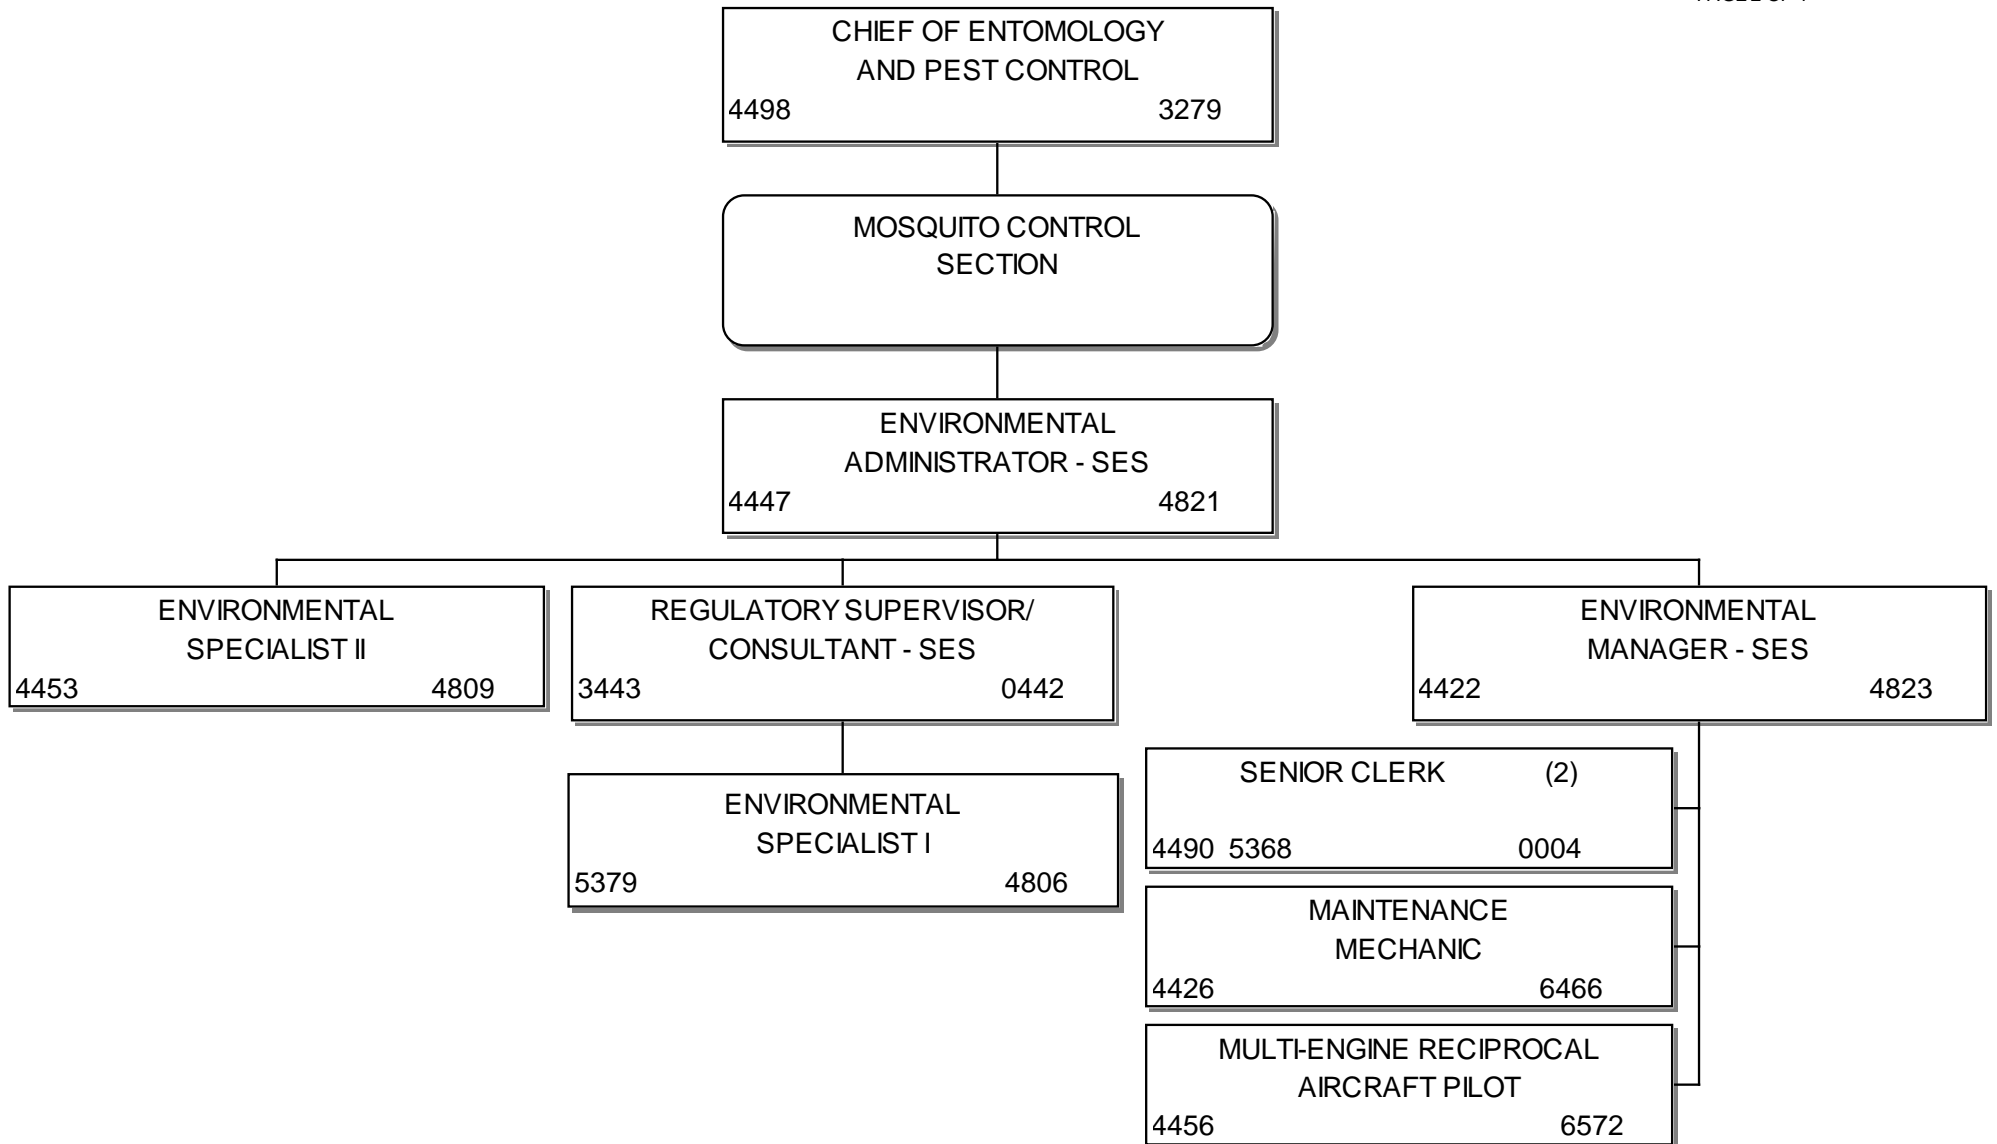 CHIEF OF ENTOMOLOGY
AND PEST CONTROL
4498 3279
MOSQUITO CONTROL
SECTION
ENVIRONMENTAL
ADMINISTRATOR - SES
4447 4821
ENVIRONMENTAL
SPECIALIST II
4453 4809
REGULATORY SUPERVISOR/
CONSULTANT - SES
3443 0442
ENVIRONMENTAL
SPECIALIST I
5379 4806
ENVIRONMENTAL
MANAGER - SES
4422 4823
SENIOR CLERK (2)
4490 5368 0004
MAINTENANCE
MECHANIC
4426 6466
MULTI-ENGINE RECIPROCAL
AIRCRAFT PILOT
4456 6572